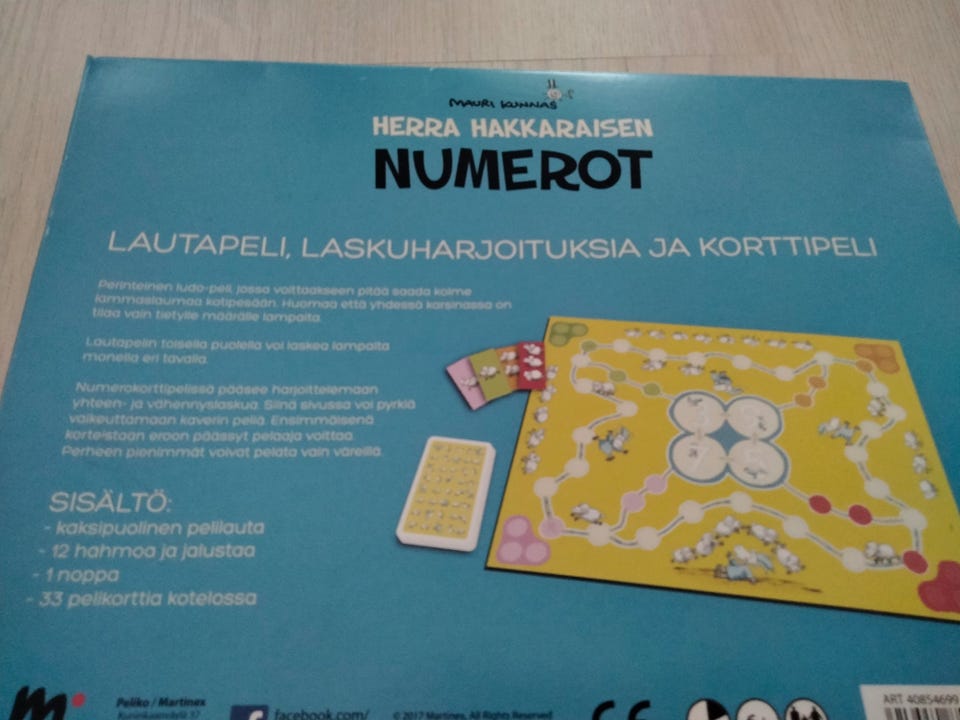 MAURI KUNNAS
HERRA HAKKARAISEN
NUMEROT
LAUTAPELI, LASKUHARJOITUKSIA JA KORTTIPELI
Perinteinen ludo-peli, jossa voittaakseen pitää saada kolme
lammaslaumaa kotipesään. Huomaa että yhdessä karsinassa on
tilaa vain tietylle määrälle lampaita.
Lautapelin toisella puolella voi laskea lampaita
monella eri tavalla.
Numerokorttipelissä pääsee harjoittelemaan
yhteen- ja vähennyslaskua. Siinä sivussa voi pyrkiä
vaikeuttamaan kaverin peliä. Ensimmäisenä
korteistaan eroon päässyt pelaaja voittaa.
Perheen pienimmät voivat pelata vain väreillä.
SISÄLTÖ:
- kaksipuolinen pelilauta
- 12 hahmoa ja jalustaa
- 1 noppa
- 33 pelikorttia kotelossa
3 5
7 5
m
Peliko / Martinex
f facebook.com/
© 2017 Martinex. All Rights Reserved
CE
ART. 40854699